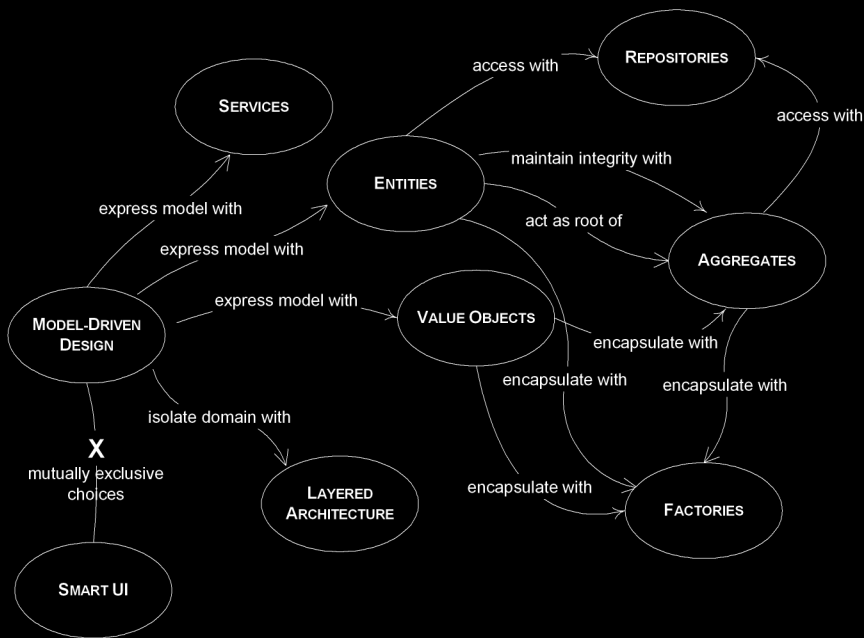 REPOSITORIES
access with
SERVICES
access with
maintain integrity with
ENTITIES
express model with
act as root of
express model with
AGGREGATES
express model with
VALUE OBJECTS
MODEL-DRIVEN
DESIGN
encapsulate with
encapsulate with
encapsulate with
isolate domain with
X
mutually exclusive
choices
encapsulate with
LAYERED
ARCHITECTURE
FACTORIES
SMART UI